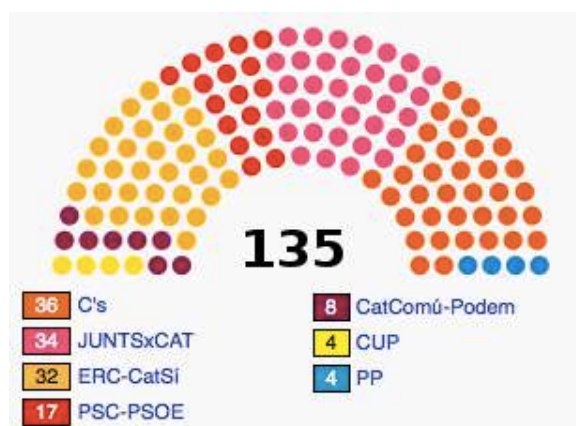 135
36 C's
34 JUNTSxCAT
32 ERC-CatSí
17 PSC-PSOE
8 CatComú-Podem
4 CUP
4 PP